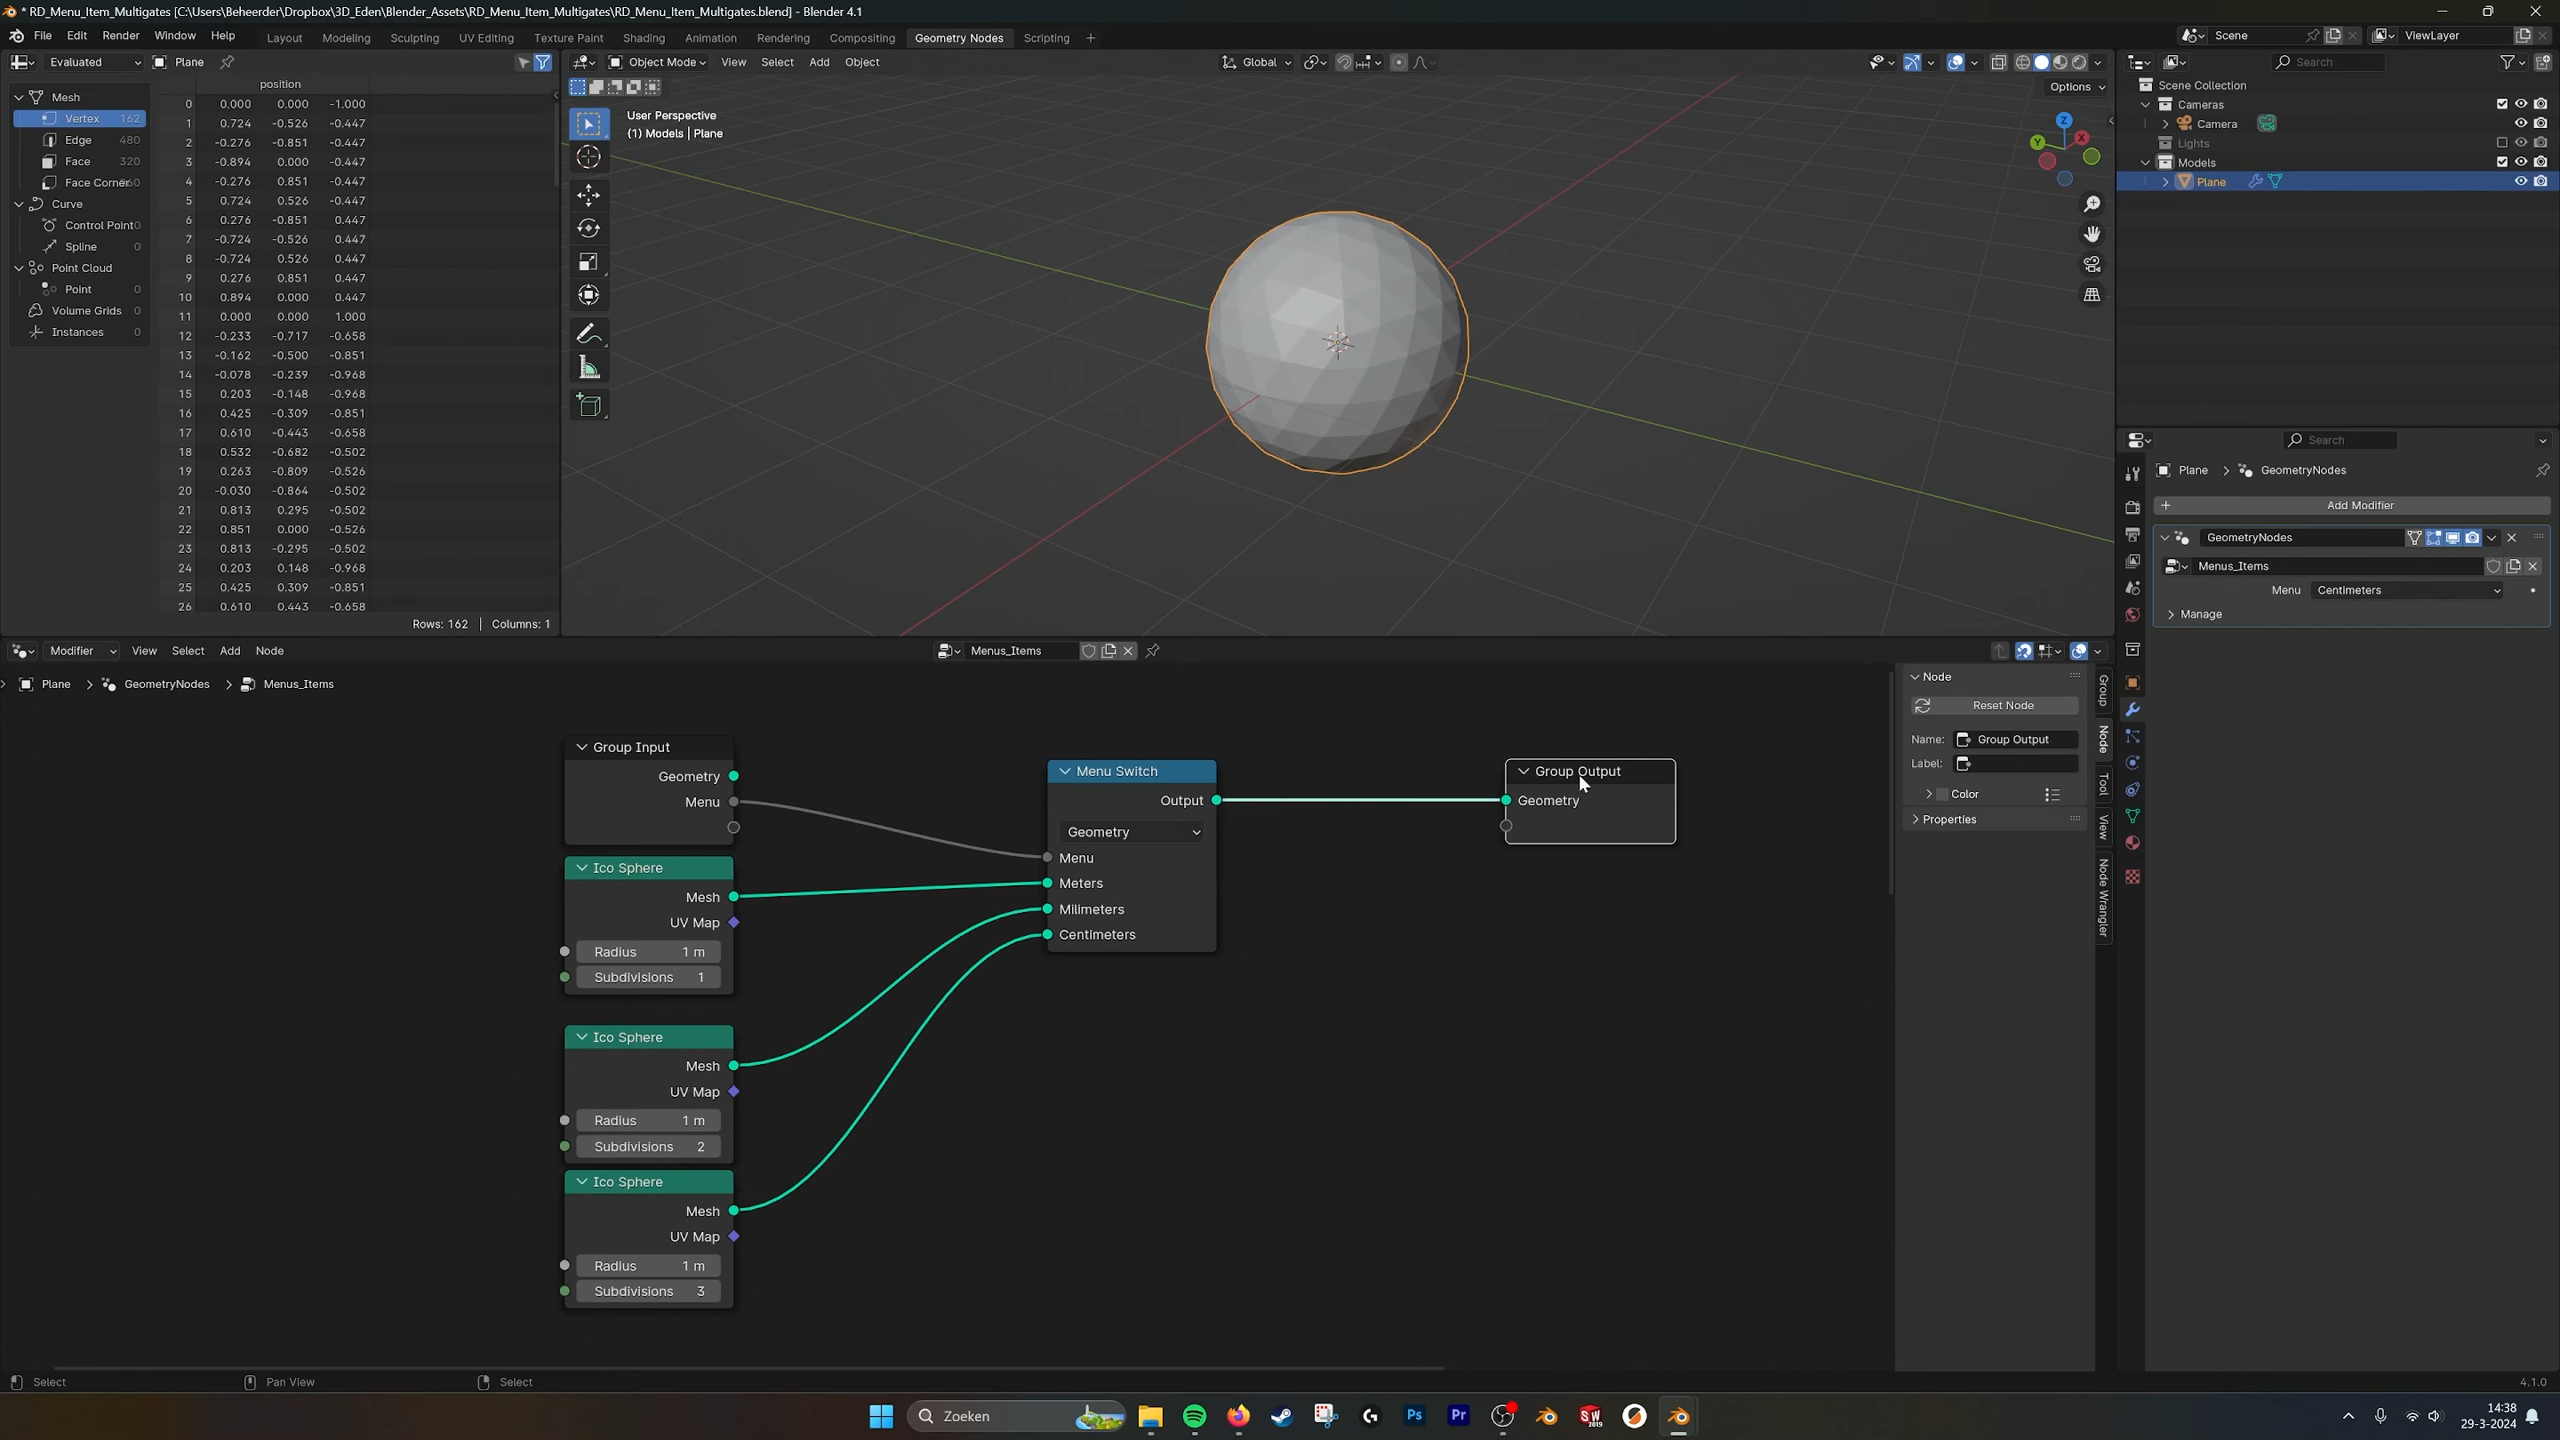 * RD_Menu_Item_Multigates [C:\Users\Beheerder\Dropbox\3D_Eden\Blender_Assets\RD_Menu_Item_Multigates\RD_Menu_Item_Multigates.blend] - Blender 4.1
File Edit Render Window Help Layout Modeling Sculpting UV Editing Texture Paint Shading Animation Rendering Compositing Geometry Nodes Scripting + Scene ViewLayer
Evaluated Plane
Object Mode View Select Add Object Global
Search
Options
position
Mesh
Vertex 162
Edge 480
Face 320
Face Corner
Curve
Control Point 0
Spline 0
Point Cloud
Point 0
Volume Grids 0
Instances 0
0 0.000 0.000 -1.000
1 0.724 -0.526 -0.447
2 -0.276 -0.851 -0.447
3 -0.894 0.000 -0.447
4 -0.276 0.851 -0.447
5 0.724 0.526 -0.447
6 0.276 -0.851 0.447
7 -0.724 -0.526 0.447
8 -0.724 0.526 0.447
9 0.276 0.851 0.447
10 0.894 0.000 0.447
11 0.000 0.000 1.000
12 -0.233 -0.717 -0.658
13 -0.162 -0.500 -0.851
14 -0.078 -0.239 -0.968
15 0.203 -0.148 -0.968
16 0.425 -0.309 -0.851
17 0.610 -0.443 -0.658
18 0.532 -0.682 -0.502
19 0.263 -0.809 -0.526
20 -0.030 -0.864 -0.502
21 0.813 0.295 -0.502
22 0.851 0.000 -0.526
23 0.813 -0.295 -0.502
24 0.203 0.148 -0.968
25 0.425 0.309 -0.851
26 0.610 0.443 -0.658
Rows: 162 | Columns: 1
User Perspective
(1) Models | Plane
Z
X
Y
Scene Collection
Cameras
Camera
Lights
Models
Plane
Search
Plane > GeometryNodes
+ Add Modifier
GeometryNodes
Menus_Items
Menu Centimeters
Manage
Modifier View Select Add Node Menus_Items
Plane > GeometryNodes > Menus_Items
Group Input
Geometry
Menu
Ico Sphere
Mesh
UV Map
Radius 1 m
Subdivisions 1
Ico Sphere
Mesh
UV Map
Radius 1 m
Subdivisions 2
Ico Sphere
Mesh
UV Map
Radius 1 m
Subdivisions 3
Menu Switch
Output
Geometry
Menu
Meters
Milimeters
Centimeters
Group Output
Geometry
Node
Reset Node
Name: Group Output
Label:
Color
Properties
Group
Node
Tool
View
Node Wrangler
Select Pan View Select 4.1.0
Zoeken
Ps
Pr
SW
2019
14:38
29-3-2024